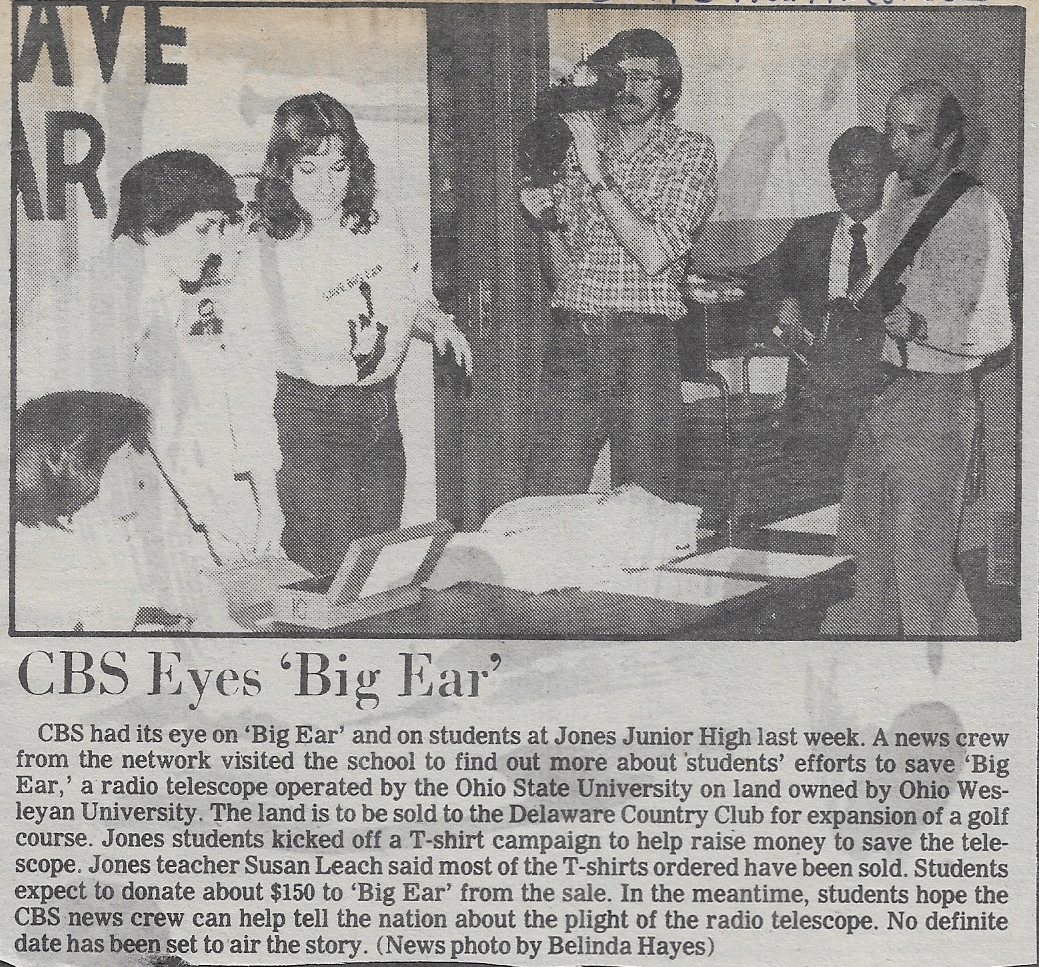 AVE
AR
SAVE BIG EAR
CBS Eyes ‘Big Ear’
CBS had its eye on ‘Big Ear’ and on students at Jones Junior High last week. A news crew
from the network visited the school to find out more about students’ efforts to save ‘Big
Ear,’ a radio telescope operated by the Ohio State University on land owned by Ohio Wes-
leyan University. The land is to be sold to the Delaware Country Club for expansion of a golf
course. Jones students kicked off a T-shirt campaign to help raise money to save the tele-
scope. Jones teacher Susan Leach said most of the T-shirts ordered have been sold. Students
expect to donate about $150 to ‘Big Ear’ from the sale. In the meantime, students hope the
CBS news crew can help tell the nation about the plight of the radio telescope. No definite
date has been set to air the story. (News photo by Belinda Hayes)